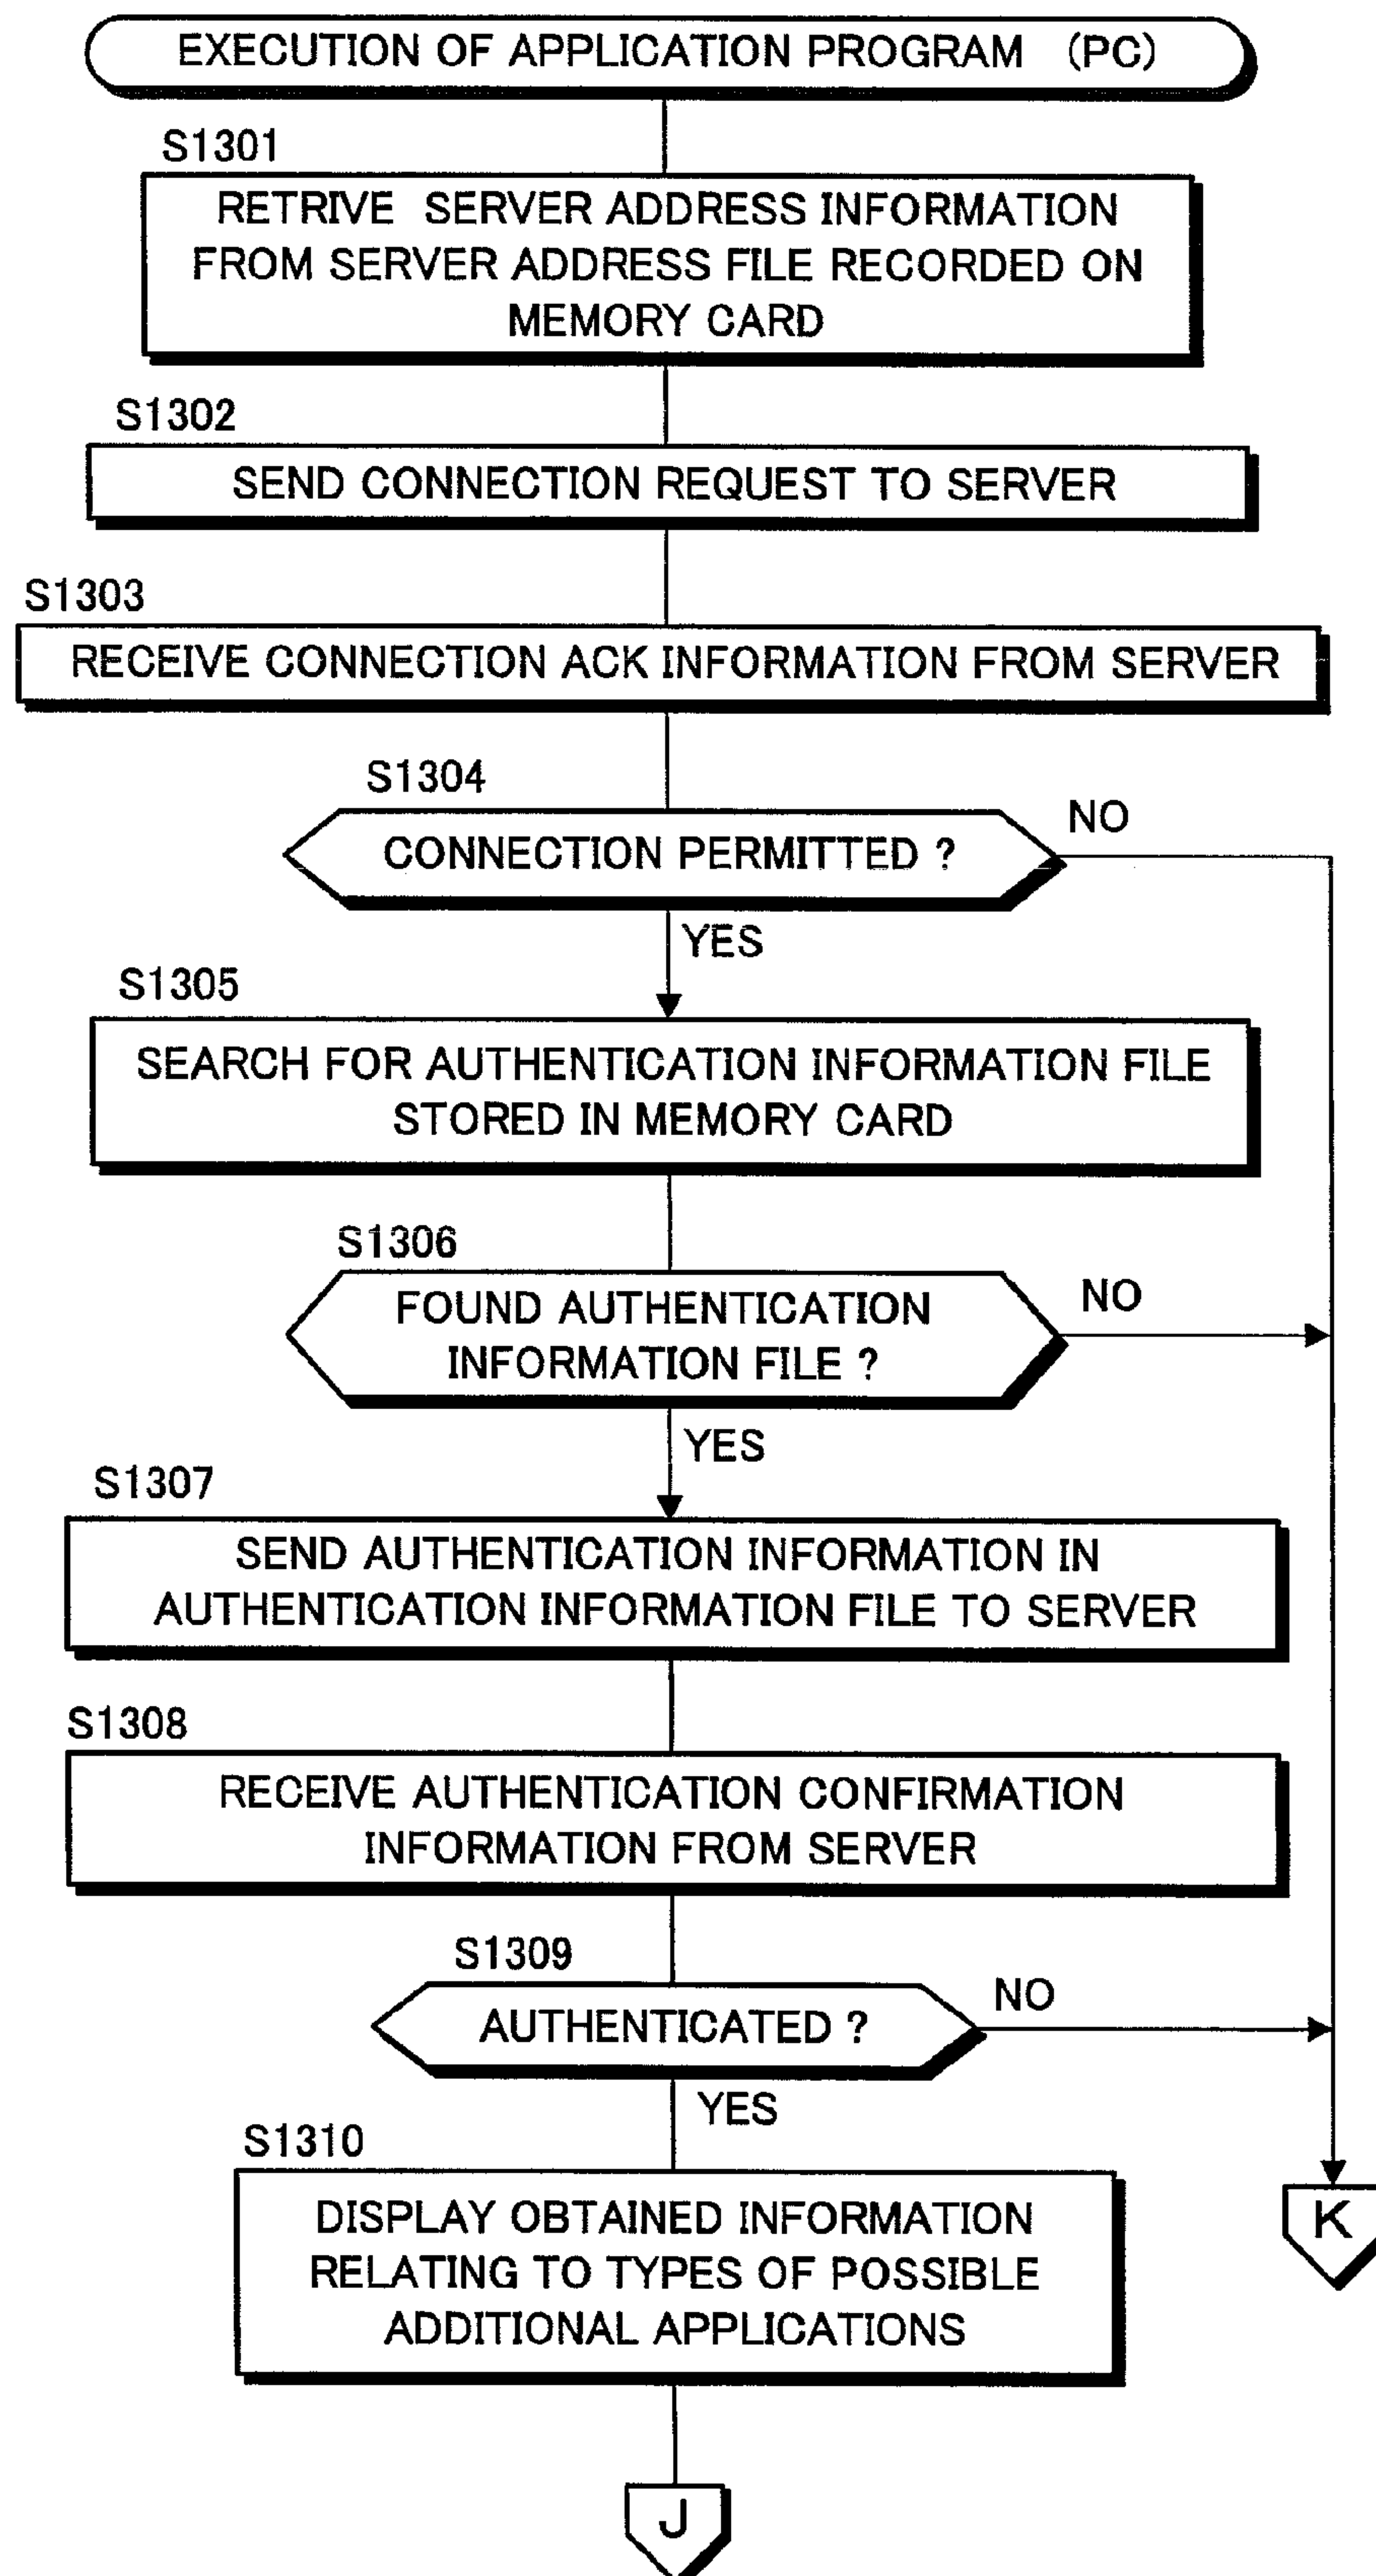 EXECUTION OF APPLICATION PROGRAM (PC)
S1301
RETRIVE SERVER ADDRESS INFORMATION
FROM SERVER ADDRESS FILE RECORDED ON
MEMORY CARD
S1302
SEND CONNECTION REQUEST TO SERVER
S1303
RECEIVE CONNECTION ACK INFORMATION FROM SERVER
S1304
CONNECTION PERMITTED ?
NO
YES
S1305
SEARCH FOR AUTHENTICATION INFORMATION FILE
STORED IN MEMORY CARD
S1306
FOUND AUTHENTICATION
INFORMATION FILE ?
NO
YES
S1307
SEND AUTHENTICATION INFORMATION IN
AUTHENTICATION INFORMATION FILE TO SERVER
S1308
RECEIVE AUTHENTICATION CONFIRMATION
INFORMATION FROM SERVER
S1309
AUTHENTICATED ?
NO
YES
S1310
DISPLAY OBTAINED INFORMATION
RELATING TO TYPES OF POSSIBLE
ADDITIONAL APPLICATIONS
K
J